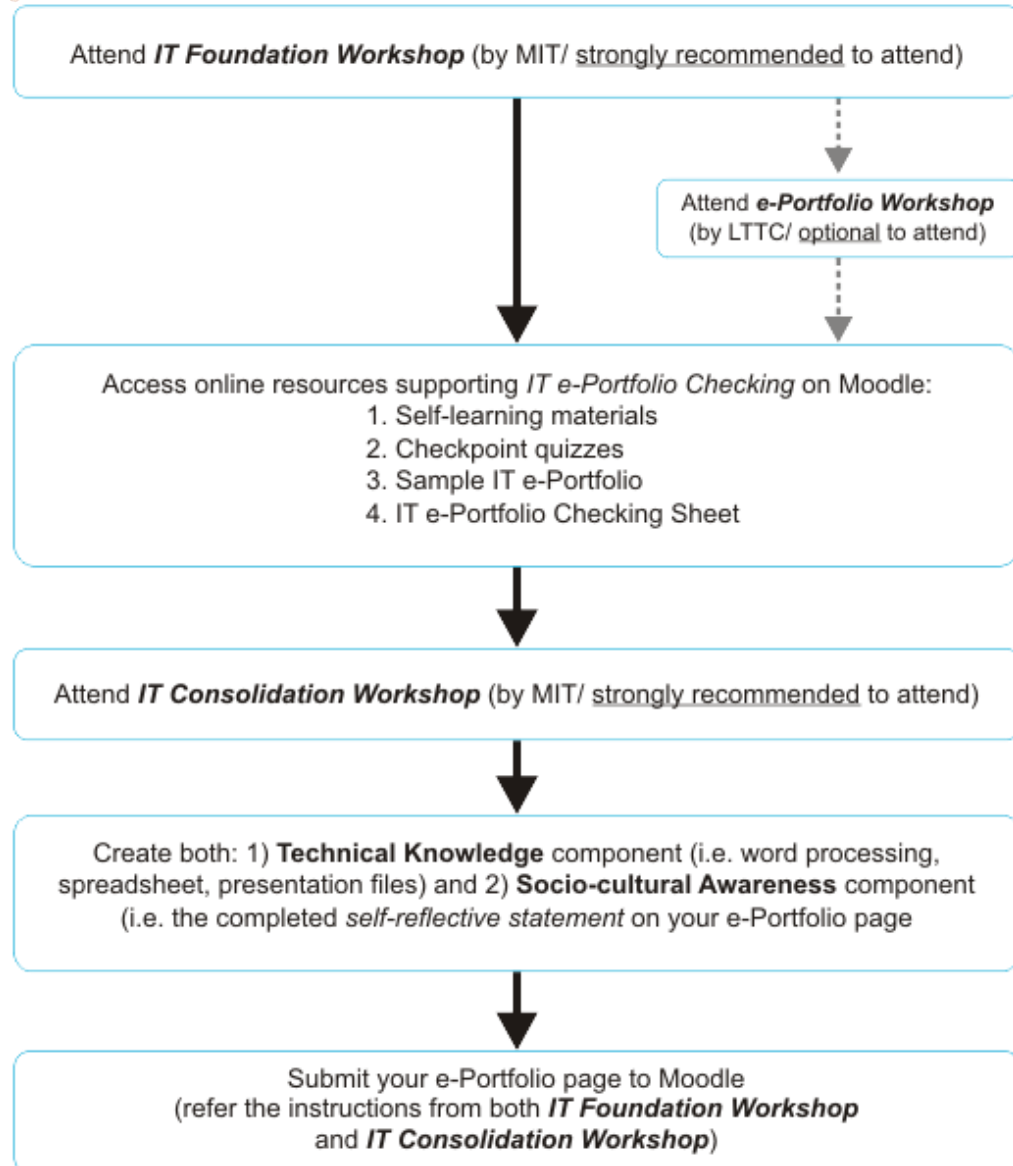 Attend IT Foundation Workshop (by MIT/ strongly recommended to attend)
Attend e-Portfolio Workshop
(by LTTC/ optional to attend)
Access online resources supporting IT e-Portfolio Checking on Moodle:
1. Self-learning materials
2. Checkpoint quizzes
3. Sample IT e-Portfolio
4. IT e-Portfolio Checking Sheet
Attend IT Consolidation Workshop (by MIT/ strongly recommended to attend)
Create both: 1) Technical Knowledge component (i.e. word processing,
spreadsheet, presentation files) and 2) Socio-cultural Awareness component
(i.e. the completed self-reflective statement on your e-Portfolio page
Submit your e-Portfolio page to Moodle
(refer the instructions from both IT Foundation Workshop
and IT Consolidation Workshop)